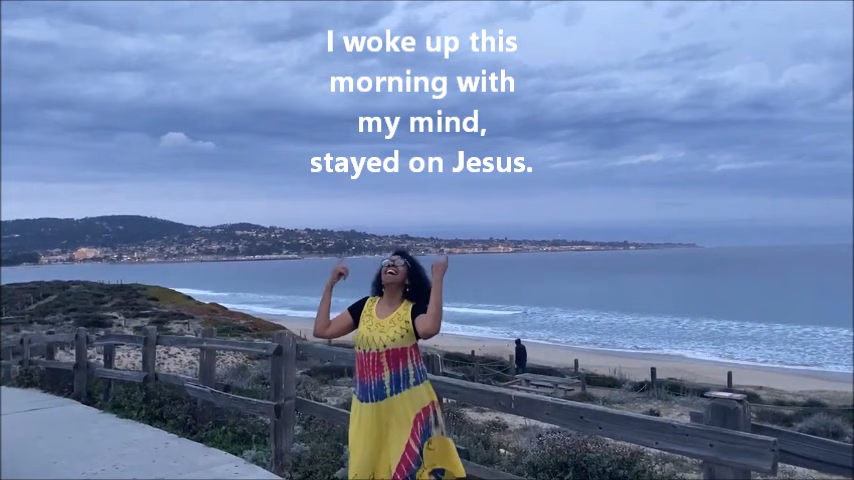 I woke up this
morning with
my mind,
stayed on Jesus.